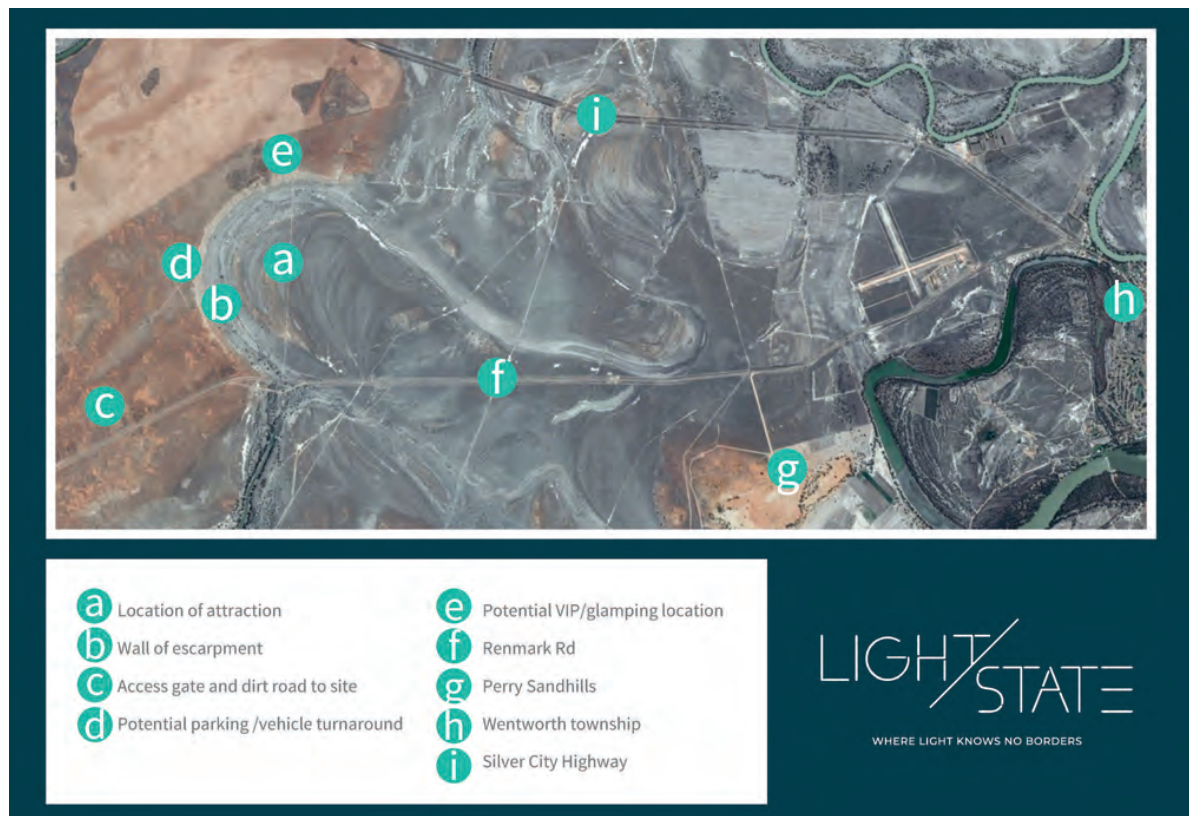 i
e
a
d
b
h
f
c
g
a Location of attraction
b Wall of escarpment
c Access gate and dirt road to site
d Potential parking /vehicle turnaround
e Potential VIP/glamping location
f Renmark Rd
g Perry Sandhills
h Wentworth township
i Silver City Highway
LIGHT/
STATE
WHERE LIGHT KNOWS NO BORDERS